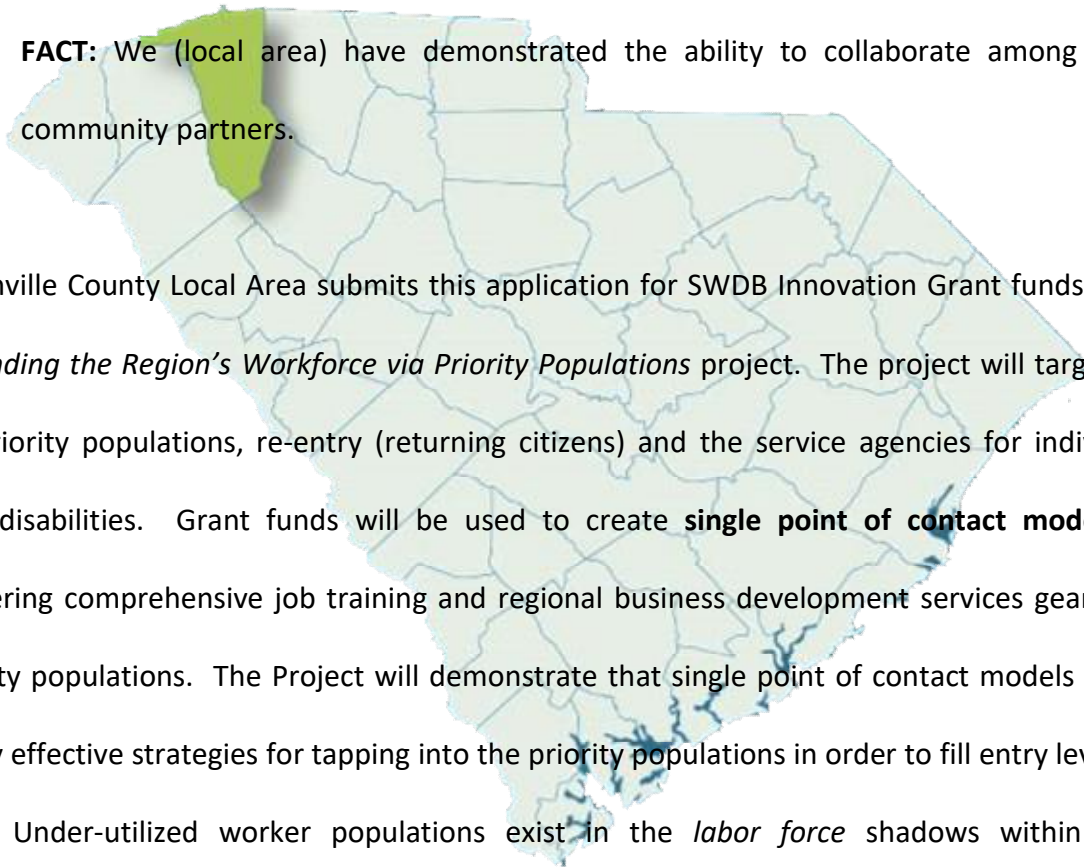 FACT: We (local area) have demonstrated the ability to collaborate among
community partners.
nville County Local Area submits this application for SWDB Innovation Grant funds
nding the Region's Workforce via Priority Populations project. The project will targ
riority populations, re-entry (returning citizens) and the service agencies for indi
disabilities. Grant funds will be used to create single point of contact mod
ering comprehensive job training and regional business development services gear
ty populations. The Project will demonstrate that single point of contact models
y effective strategies for tapping into the priority populations in order to fill entry lev
Under-utilized worker populations exist in the labor force shadows within